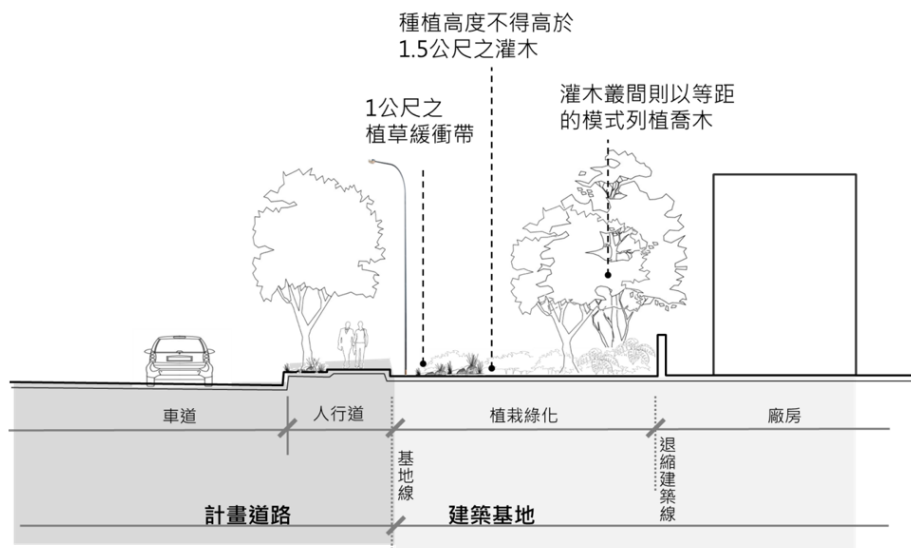 種植高度不得高於
1.5公尺之灌木
1公尺之
植草緩衝帶
灌木叢間則以等距
的模式列植喬木
車道
人行道
植栽綠化
廠房
基地線
退縮建築線
計畫道路
建築基地